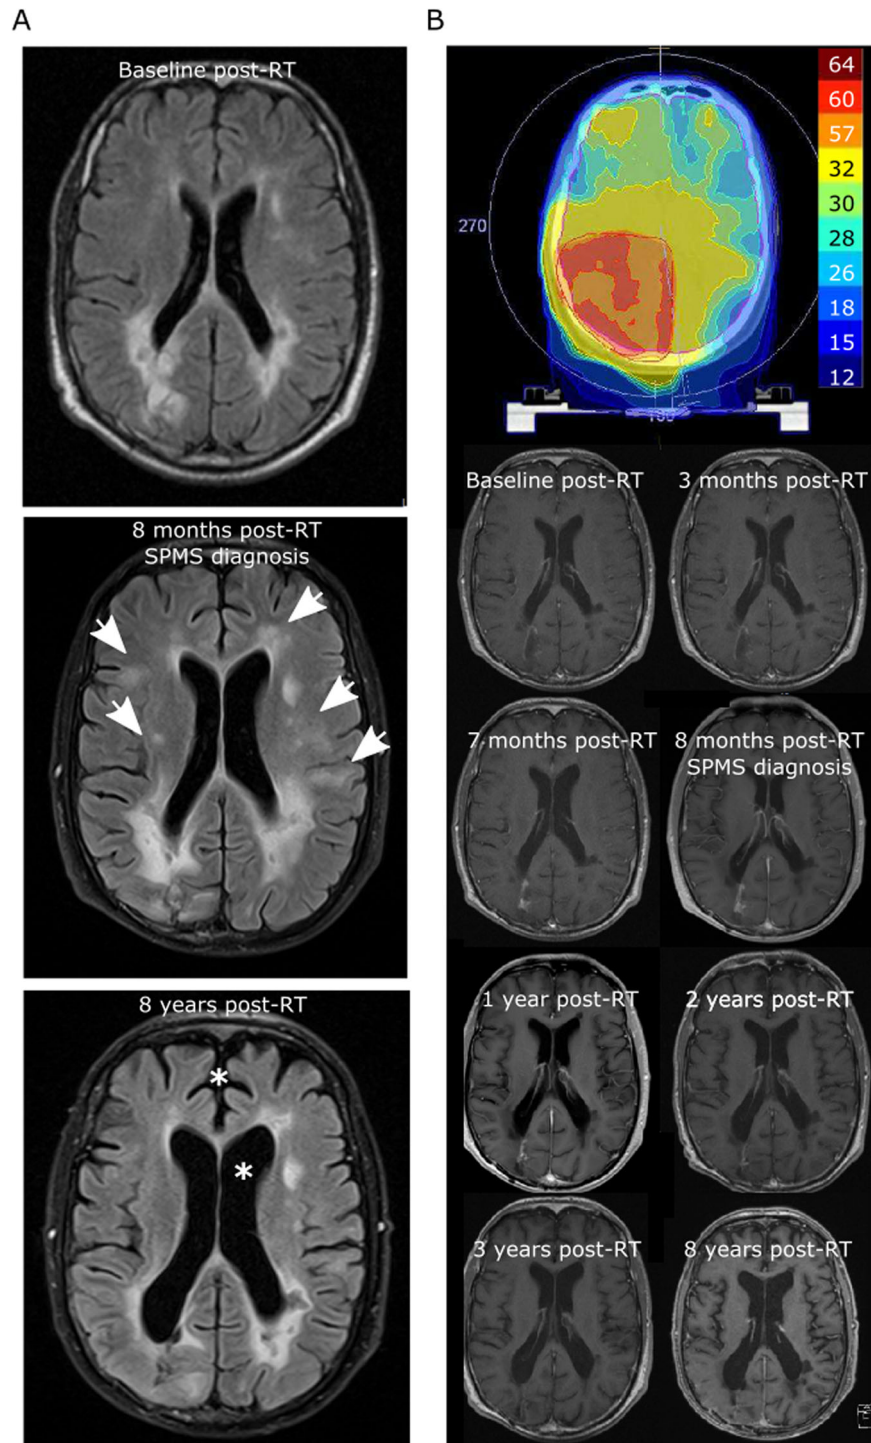 A
B
Baseline post-RT
8 months post-RT
SPMS diagnosis
8 years post-RT
*
*
64
60
57
32
30
28
26
18
15
12
270
Baseline post-RT
3 months post-RT
7 months post-RT
8 months post-RT
SPMS diagnosis
1 year post-RT
2 years post-RT
3 years post-RT
8 years post-RT